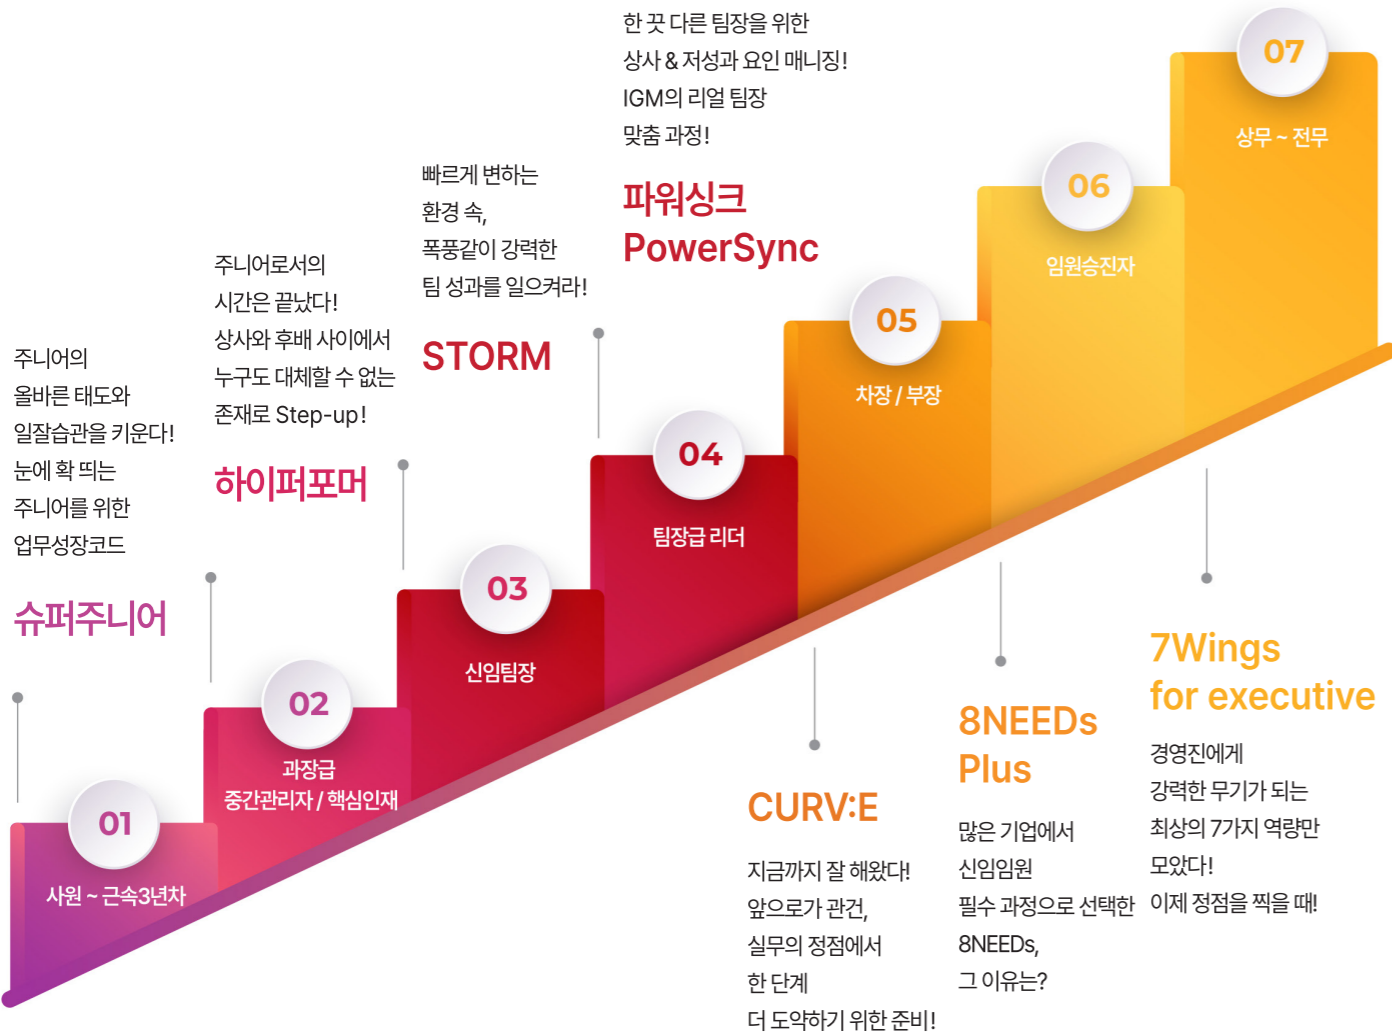 주니어의
올바른 태도와
일잘습관을 키운다!
눈에 확 띄는
주니어를 위한
업무성장코드
슈퍼주니어
01
사원 ~ 근속3년차
주니어로서의
시간은 끝났다!
상사와 후배 사이에서
누구도 대체할 수 없는
존재로 Step-up!
하이퍼포머
02
과장급
중간관리자 / 핵심인재
빠르게 변하는
환경 속,
폭풍같이 강력한
팀 성과를 일으켜라!
STORM
03
신임팀장
한 끗 다른 팀장을 위한
상사 & 저성과 요인 매니징!
IGM의 리얼 팀장
맞춤 과정!
파워싱크
PowerSync
04
팀장급 리더
05
차장 / 부장
CURV:E
지금까지 잘 해왔다!
앞으로가 관건,
실무의 정점에서
한 단계
더 도약하기 위한 준비!
06
임원승진자
8NEEDs
Plus
많은 기업에서
신임임원
필수 과정으로 선택한
8NEEDs,
그 이유는?
07
상무 ~ 전무
7Wings
for executive
경영진에게
강력한 무기가 되는
최상의 7가지 역량만
모았다!
이제 정점을 찍을 때!